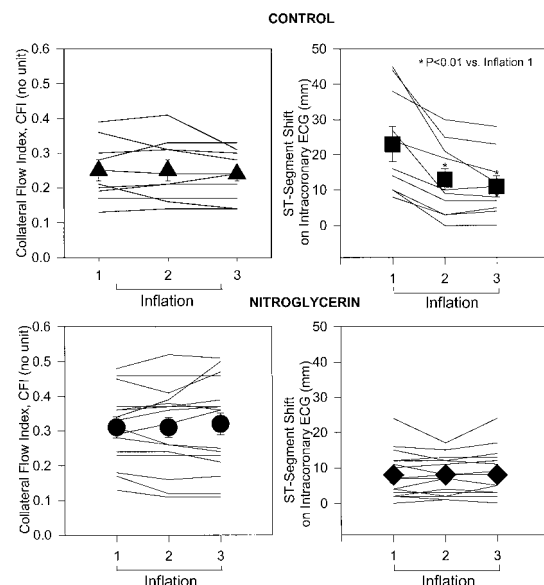 CONTROL
Collateral Flow Index, CFI (no unit)
0.6
0.5
0.4
0.3
0.2
0.1
0.0
1 2 3
Inflation
ST-Segment Shift
on Intracoronary ECG (mm)
50
40
30
20
10
0
* P<0.01 vs. Inflation 1
*
*
1 2 3
Inflation
NITROGLYCERIN
Collateral Flow Index, CFI (no unit)
0.6
0.5
0.4
0.3
0.2
0.1
0.0
1 2 3
Inflation
ST-Segment Shift
on Intracoronary ECG (mm)
50
40
30
20
10
0
1 2 3
Inflation